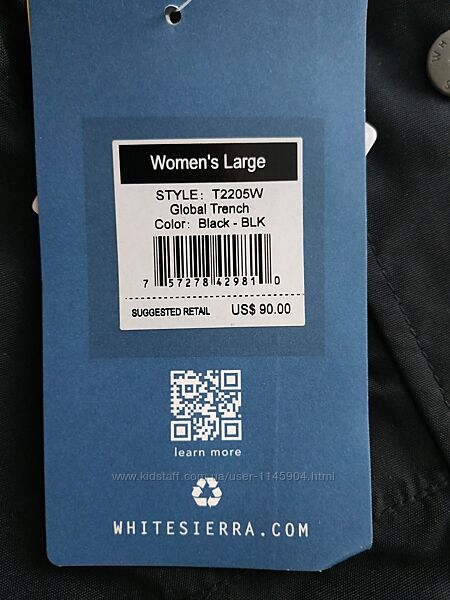 Women's Large
STYLE: T2205W
Global Trench
Color: Black - BLK
7 57278 42981 0
SUGGESTED RETAIL US$ 90.00
learn more
www.kidstaff.com.ua/user-1145904.html
WHITESIERRA.COM
WH
S